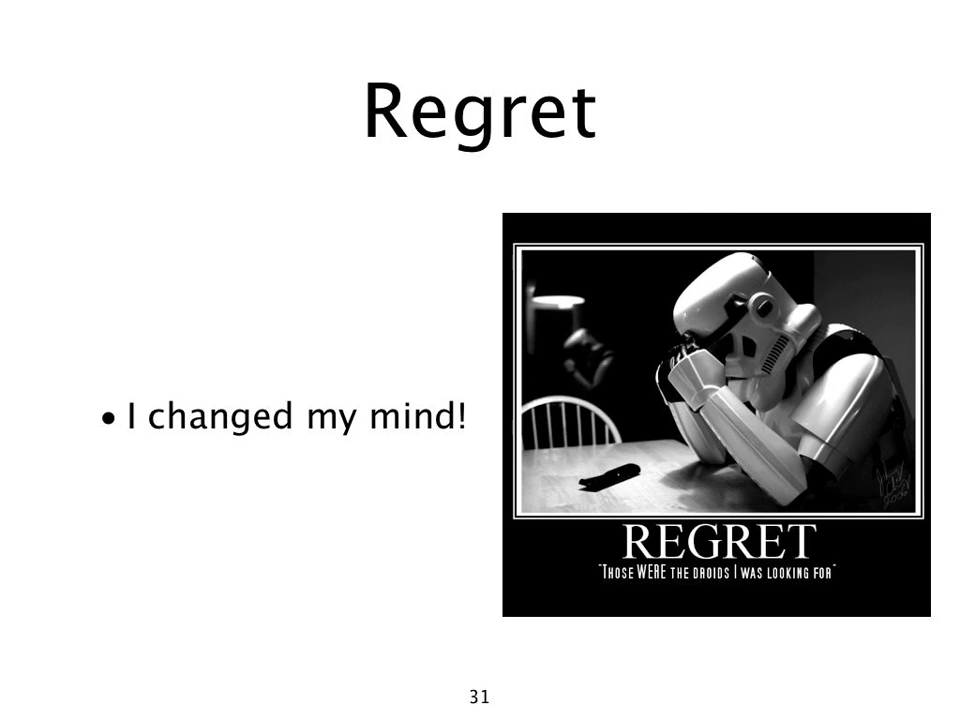 Regret
• I changed my mind!
REGRET
"Those WERE the droids I was looking for"
31